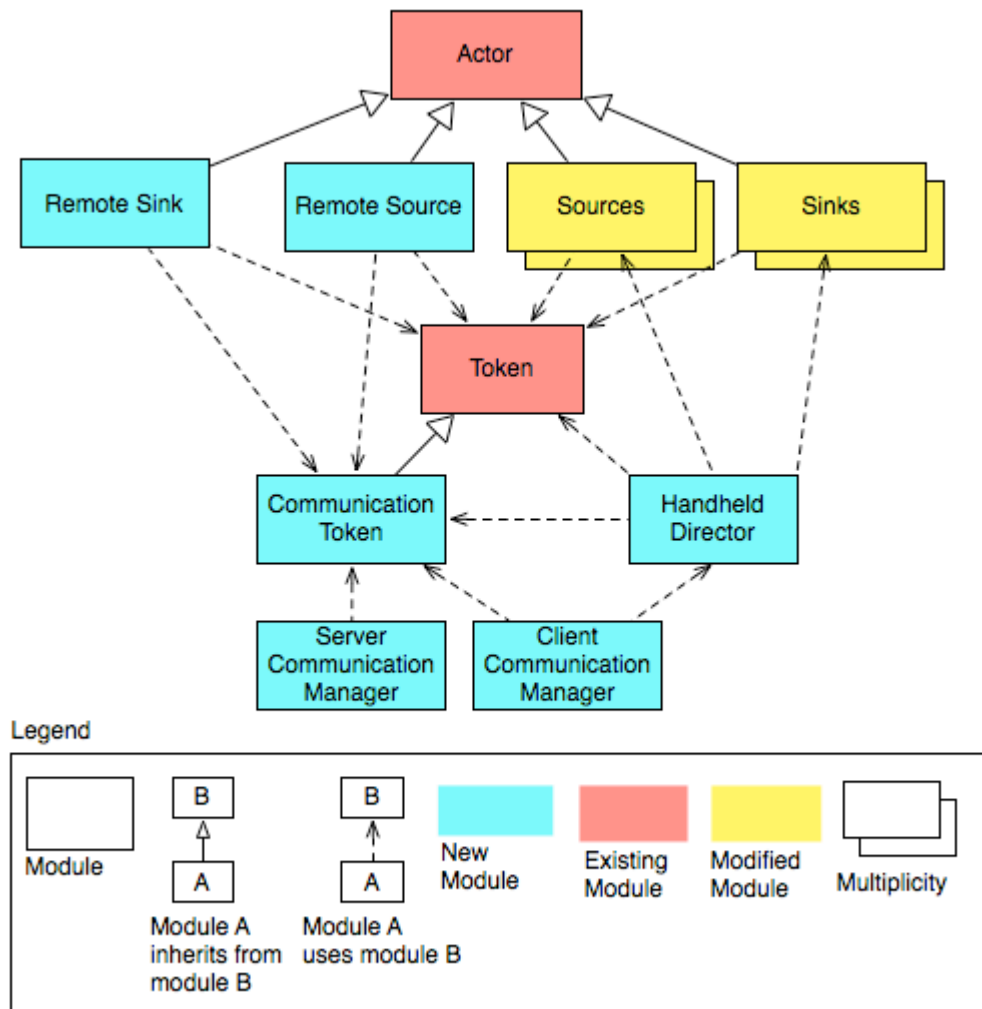 Actor
Remote Sink
Remote Source
Sources
Sinks
Token
Communication
Token
Handheld
Director
Server
Communication
Manager
Client
Communication
Manager
Legend
B
A
B
A
Module
Module A
inherits from
module B
Module A
uses module B
New
Module
Existing
Module
Modified
Module
Multiplicity